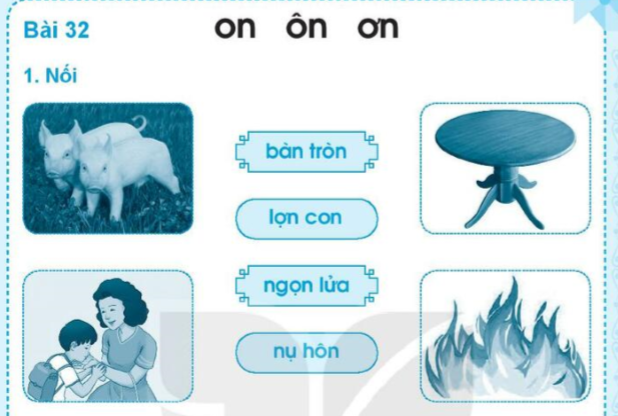 Bài 32
on ôn ơn
1. Nối
bàn tròn
lợn con
ngọn lửa
nụ hôn